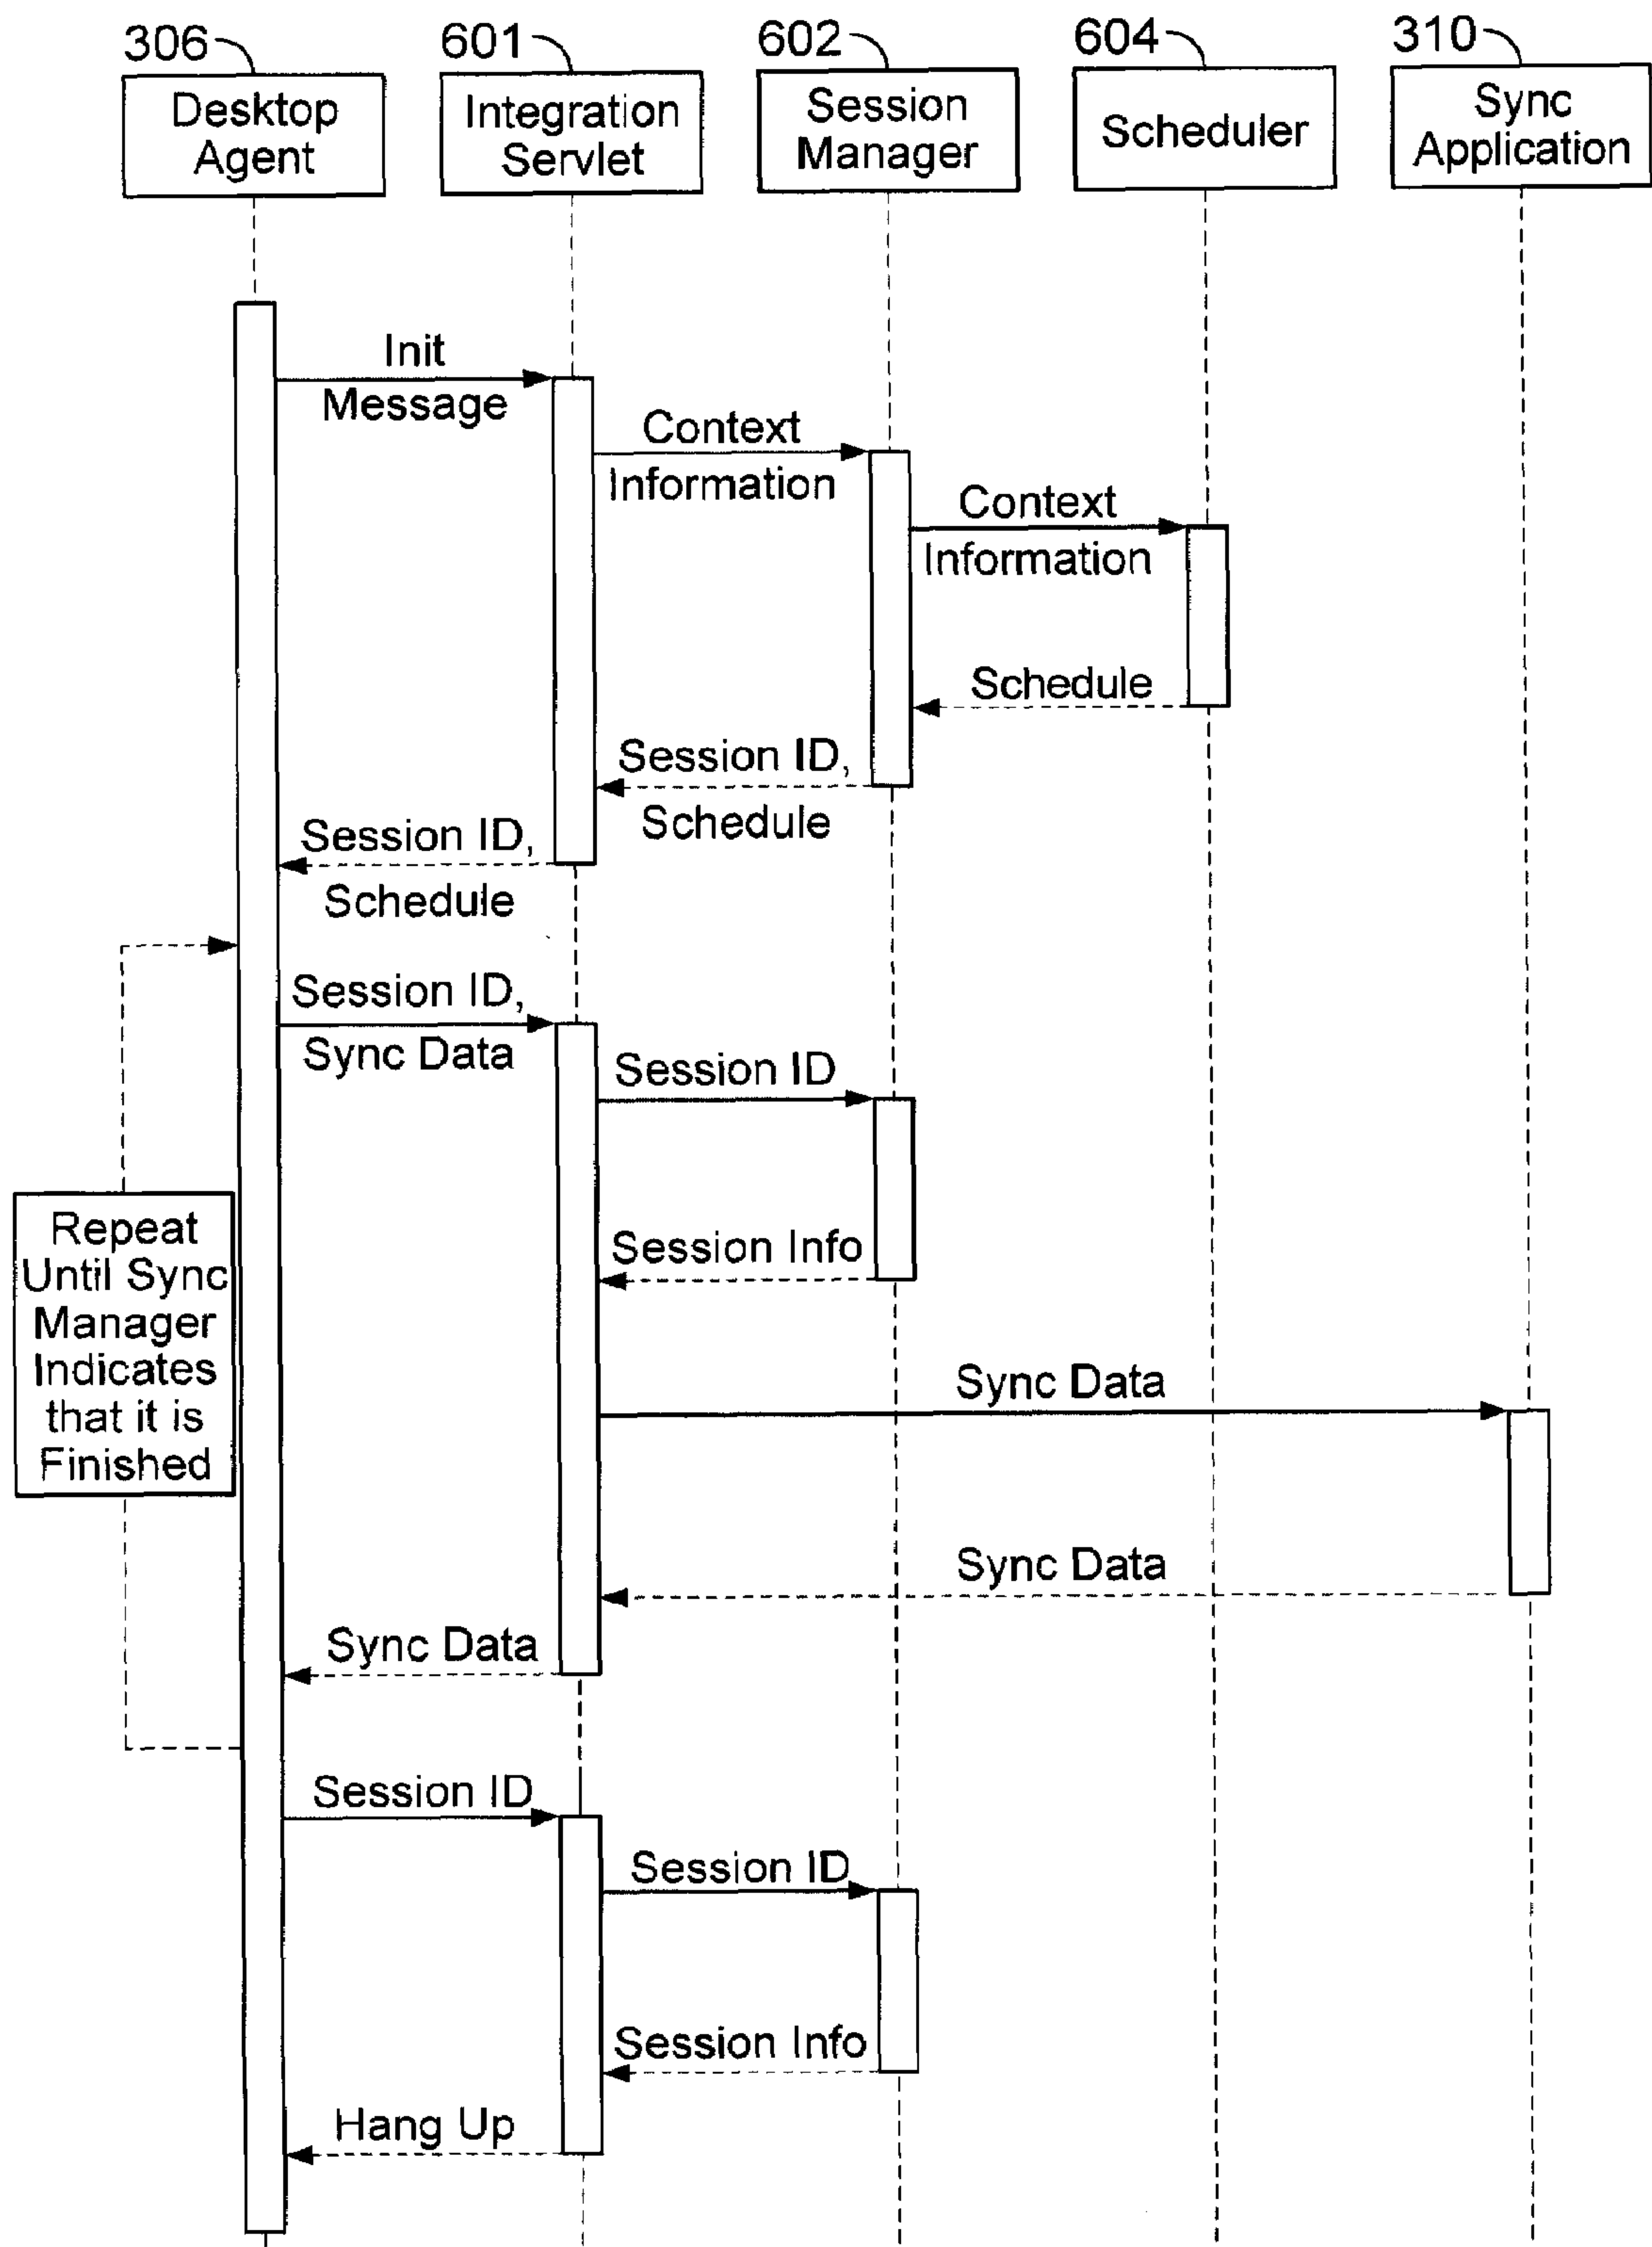 306
601
602
604
310
Desktop
Agent
Integration
Servlet
Session
Manager
Scheduler
Sync
Application
Init
Message
Context
Information
Context
Information
Schedule
Session ID,
Schedule
Session ID,
Schedule
Session ID,
Sync Data
Session ID
Repeat
Until Sync
Manager
Indicates
that it is
Finished
Session Info
Sync Data
Sync Data
Sync Data
Session ID
Session ID
Session Info
Hang Up